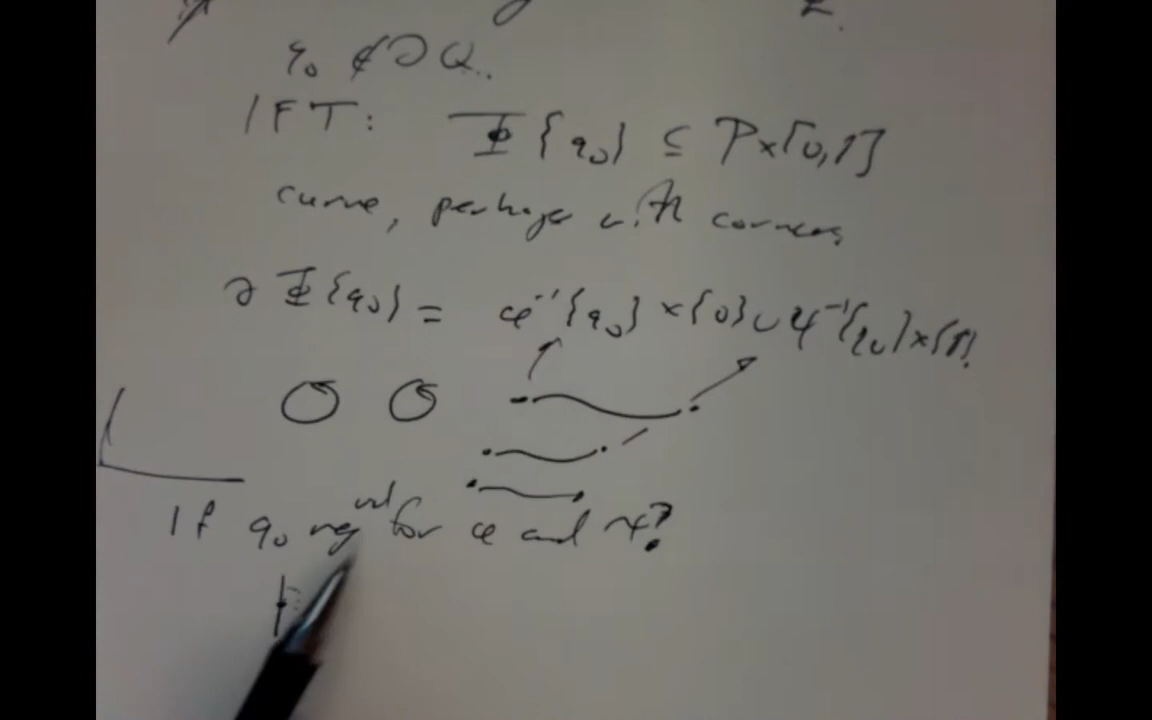 q₀ ∉ ∂Q.
IFT: Φ{q₀} ⊆ P×[0,1]
curve, perhaps with corners
∂Φ{q₀} = φ⁻¹{q₀}×{0}∪ψ⁻¹{q₀}×{1}
If q₀ reg val for φ and ψ?